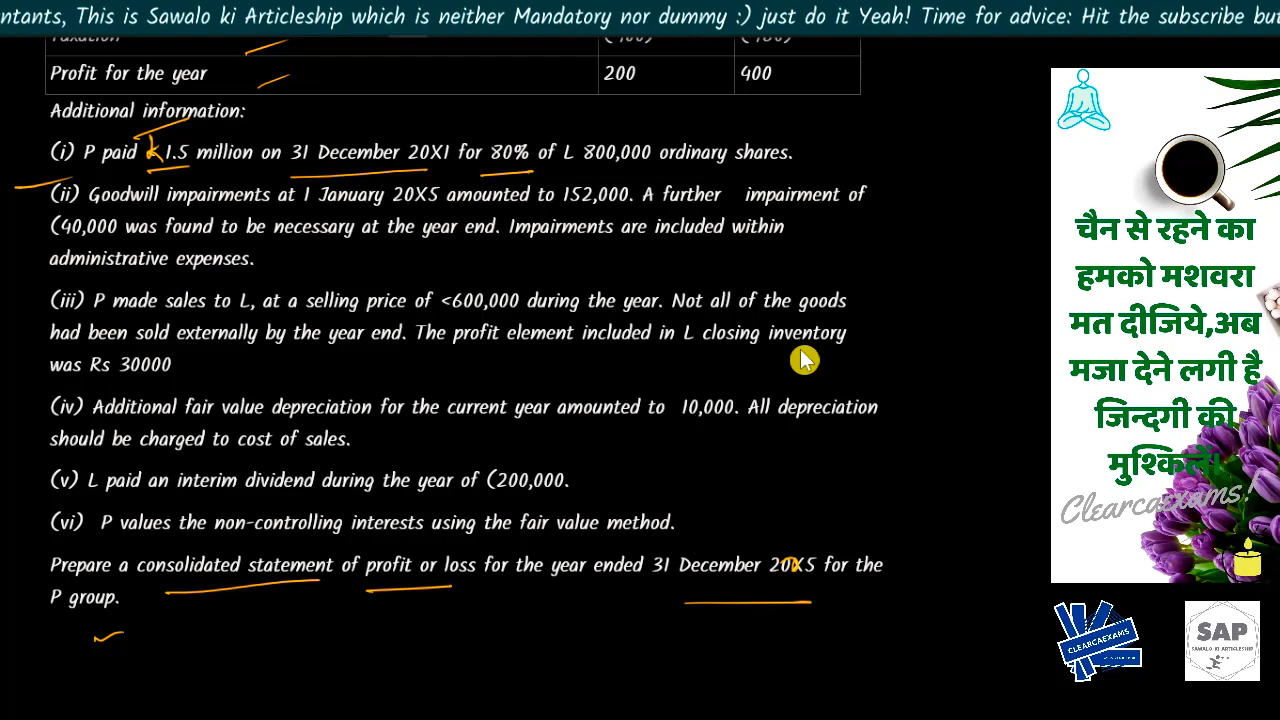 ntants, This is Sawalo ki Articleship which is neither Mandatory nor dummy :) just do it Yeah! Time for advice: Hit the subscribe but
Taxation
Profit for the year 200 400
Additional information:
(i) P paid 1.5 million on 31 December 20X1 for 80% of L 800,000 ordinary shares.
(ii) Goodwill impairments at 1 January 20X5 amounted to 152,000. A further impairment of
(40,000 was found to be necessary at the year end. Impairments are included within
administrative expenses.
(iii) P made sales to L, at a selling price of <600,000 during the year. Not all of the goods
had been sold externally by the year end. The profit element included in L closing inventory
was Rs 30000
(iv) Additional fair value depreciation for the current year amounted to 10,000. All depreciation
should be charged to cost of sales.
(v) L paid an interim dividend during the year of (200,000.
(vi) P values the non-controlling interests using the fair value method.
Prepare a consolidated statement of profit or loss for the year ended 31 December 20X5 for the
P group.
चैन से रहने का
हमको मशवरा
मत दीजिये,अब
मजा देने लगी है
जिन्दगी की
मुश्किलें।
Clearcaexams!
CLEARCAEXAMS
SAP
SAWALO KI ARTICLESHIP